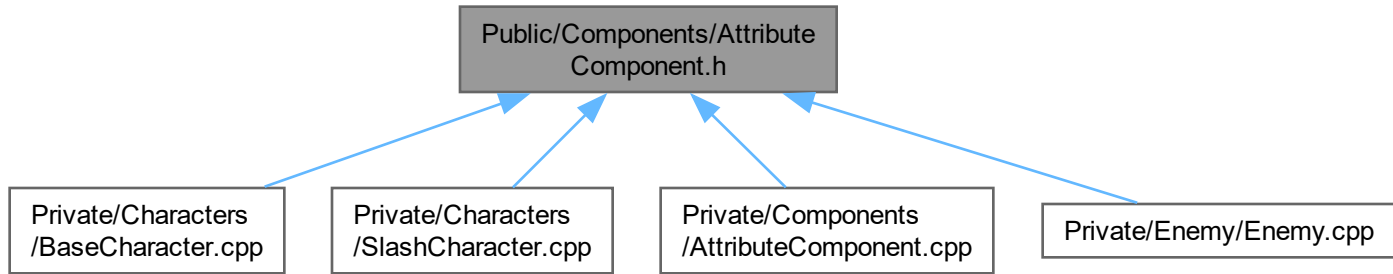 Public/Components/Attribute
Component.h
Private/Characters
/BaseCharacter.cpp
Private/Characters
/SlashCharacter.cpp
Private/Components
/AttributeComponent.cpp
Private/Enemy/Enemy.cpp